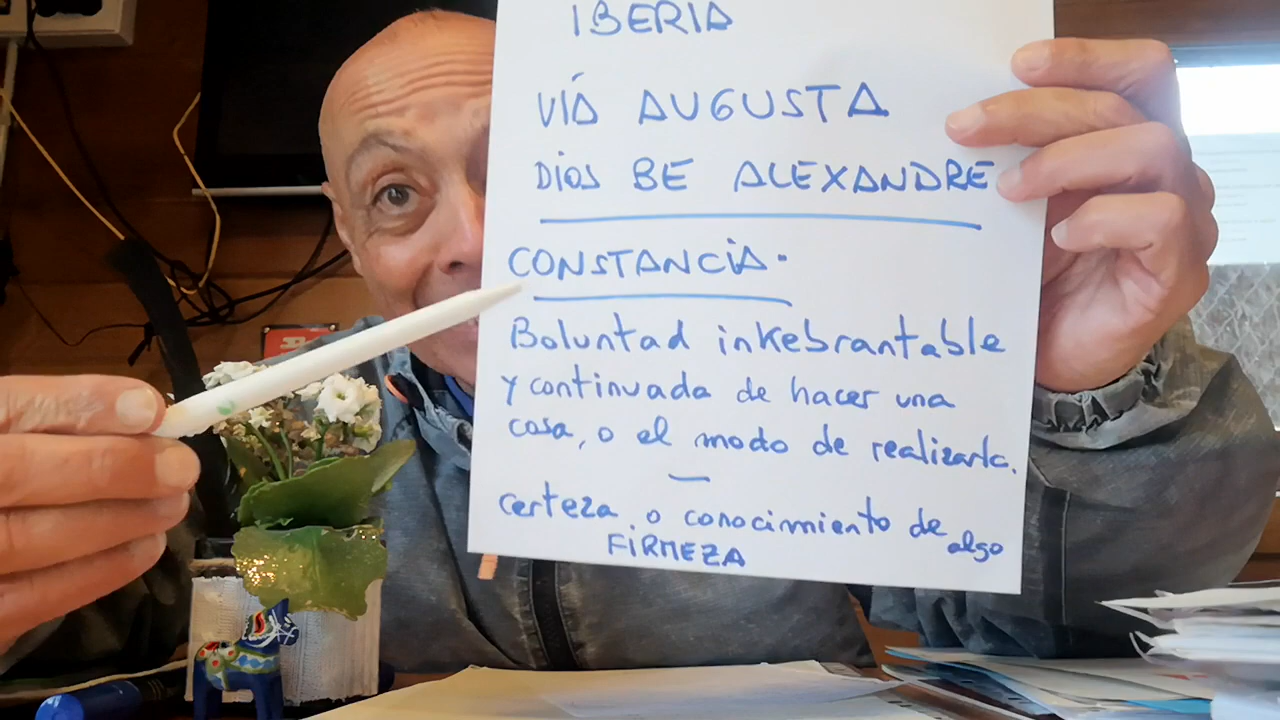 IBERIA
VÍA AUGUSTA
Dios BE ALEXANDRE
CONSTANCiA.
Boluntad inkebrantable
y continuada de hacer una
cosa, o el modo de realizarla.
certeza o conocimiento de algo
FiRMEZA